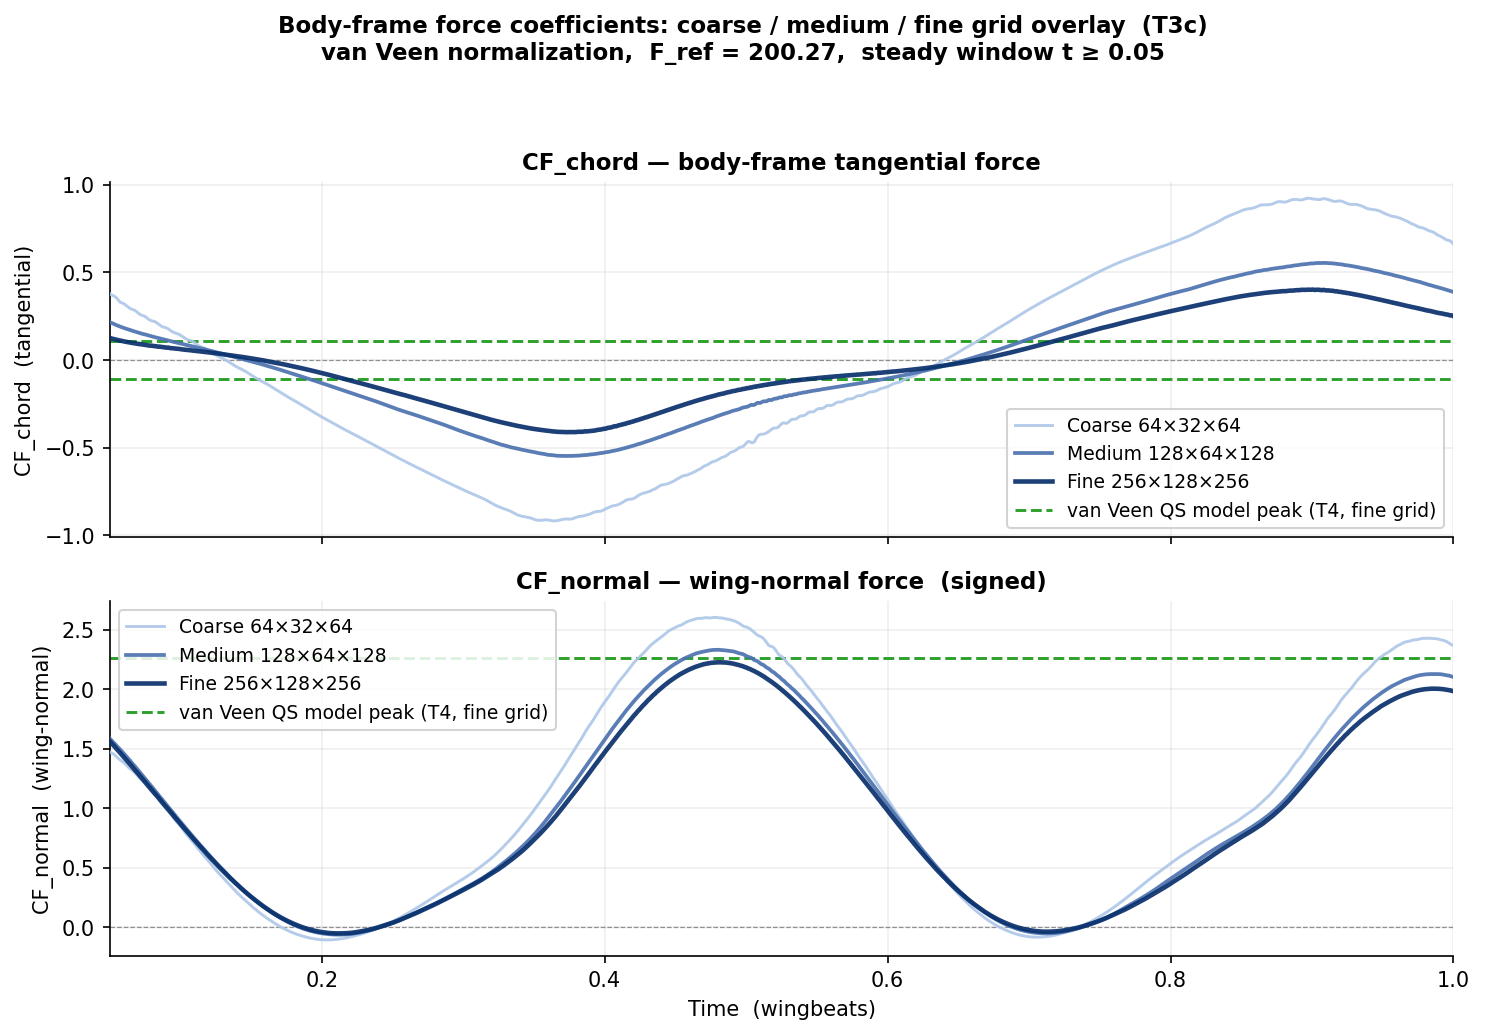 Body-frame force coefficients: coarse / medium / fine grid overlay  (T3c)
van Veen normalization,  F_ref = 200.27,  steady window t ≥ 0.05
CF_chord — body-frame tangential force
CF_chord  (tangential)
1.0
0.5
0.0
−0.5
−1.0
Coarse 64×32×64
Medium 128×64×128
Fine 256×128×256
van Veen QS model peak (T4, fine grid)
CF_normal — wing-normal force  (signed)
CF_normal  (wing-normal)
2.5
2.0
1.5
1.0
0.5
0.0
Coarse 64×32×64
Medium 128×64×128
Fine 256×128×256
van Veen QS model peak (T4, fine grid)
0.2
0.4
0.6
0.8
1.0
Time  (wingbeats)